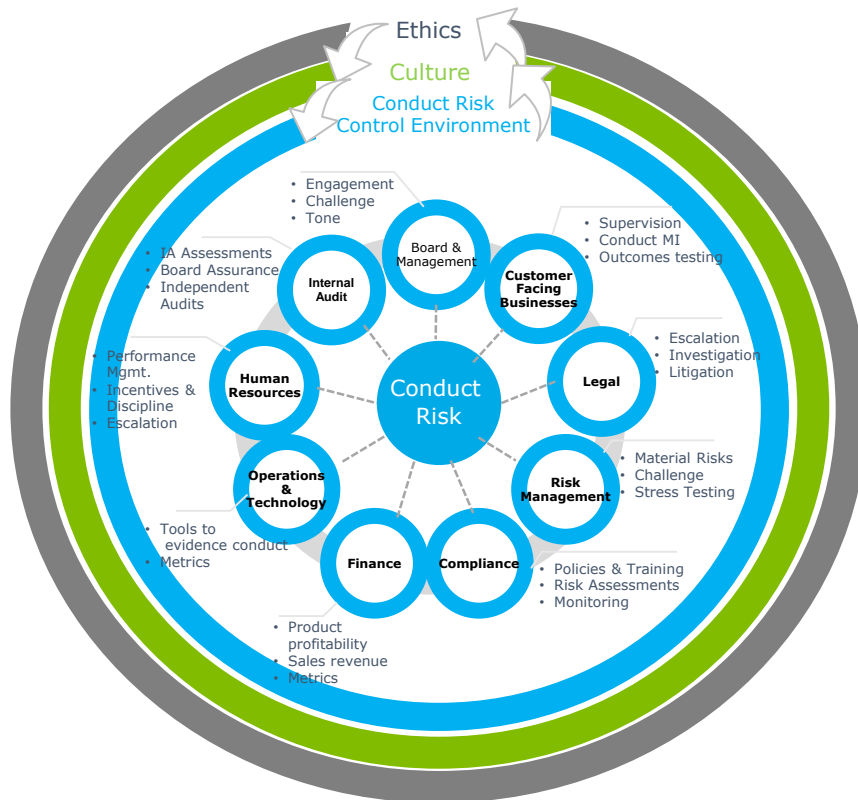 Ethics
Culture
Conduct Risk
Control Environment
• Engagement
• Challenge
• Tone
Board &
Management
• Supervision
• Conduct MI
• Outcomes testing
Customer
Facing
Businesses
• IA Assessments
• Board Assurance
• Independent
Audits
Internal
Audit
• Escalation
• Investigation
• Litigation
Legal
• Performance
Mgmt.
• Incentives &
Discipline
• Escalation
Human
Resources
Conduct
Risk
• Material Risks
• Challenge
• Stress Testing
Risk
Management
Operations
&
Technology
• Tools to
evidence conduct
• Metrics
Finance
Compliance
• Policies & Training
• Risk Assessments
• Monitoring
• Product
profitability
• Sales revenue
• Metrics